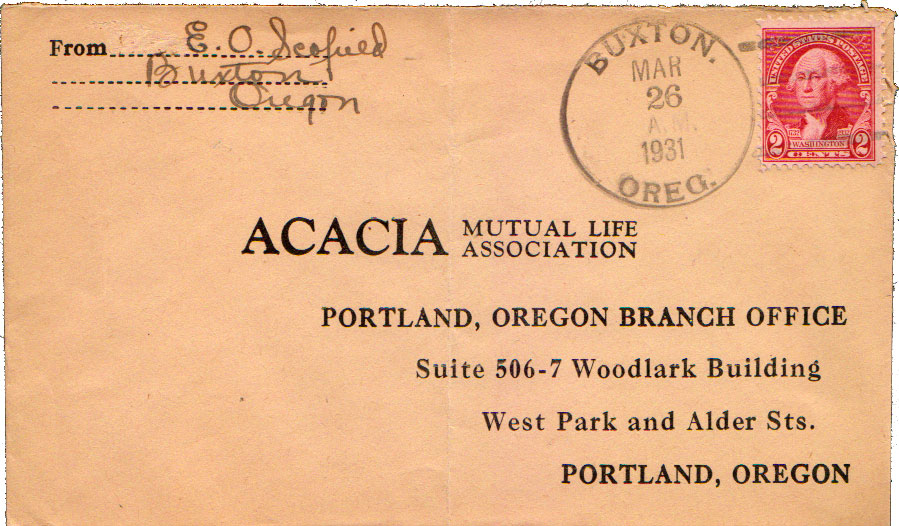 From E. O. Scofield
Buxton
Oregon
BUXTON.
MAR
26
A.M.
1931
OREG.
UNITED STATES POSTAGE
2 WASHINGTON 2
CENTS
ACACIA MUTUAL LIFE
ASSOCIATION
PORTLAND, OREGON BRANCH OFFICE
Suite 506-7 Woodlark Building
West Park and Alder Sts.
PORTLAND, OREGON